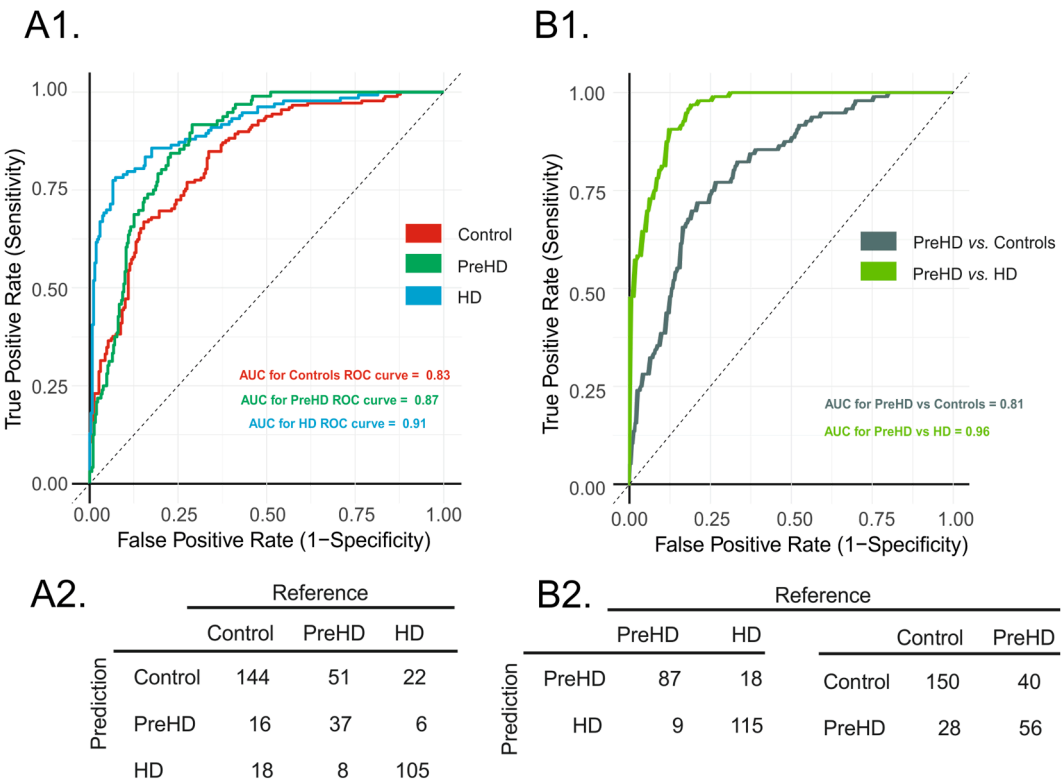 A1.
True Positive Rate (Sensitivity)
1.00
0.75
0.50
0.25
0.00
Control
PreHD
HD
AUC for Controls ROC curve = 0.83
AUC for PreHD ROC curve = 0.87
AUC for HD ROC curve = 0.91
0.00 0.25 0.50 0.75 1.00
False Positive Rate (1−Specificity)
B1.
True Positive Rate (Sensitivity)
1.00
0.75
0.50
0.25
0.00
PreHD vs. Controls
PreHD vs. HD
AUC for PreHD vs Controls = 0.81
AUC for PreHD vs HD = 0.96
0.00 0.25 0.50 0.75 1.00
False Positive Rate (1−Specificity)
A2.
Reference
Control PreHD HD
Prediction
Control 144 51 22
PreHD 16 37 6
HD 18 8 105
B2.
Reference
PreHD HD
Prediction
PreHD 87 18
HD 9 115
Control PreHD
Control 150 40
PreHD 28 56